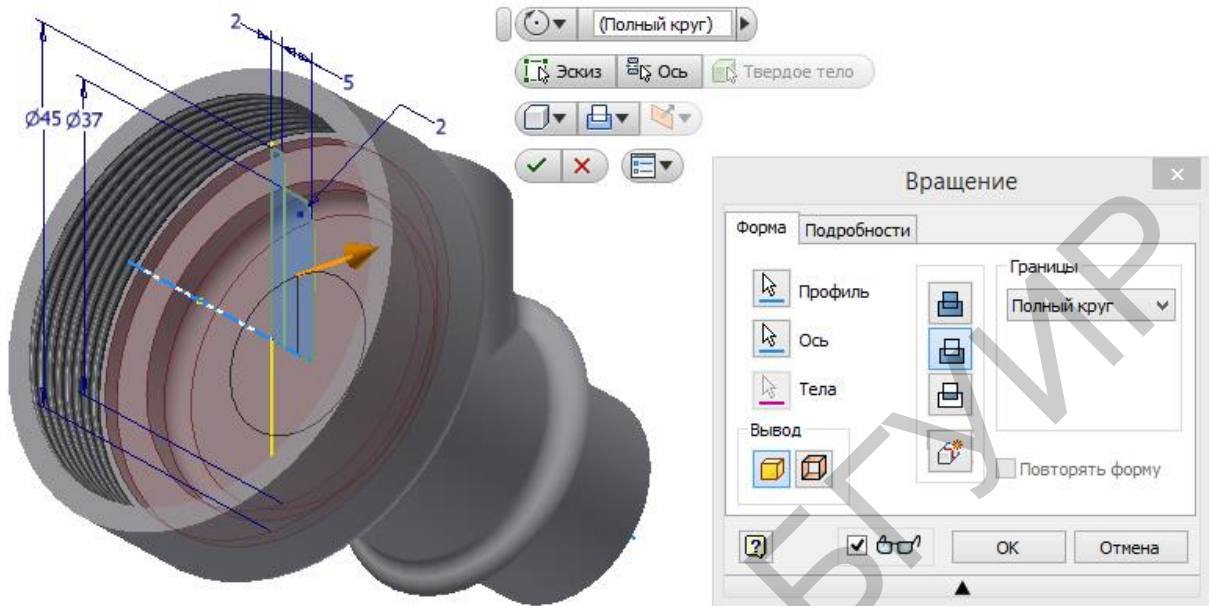 2
5
2
Ø45 Ø37
(Полный круг)
Эскиз Ось Твердое тело
Вращение
Форма Подробности
Профиль
Ось
Тела
Вывод
Границы
Полный круг
Повторять форму
ОК Отмена
БГУИР